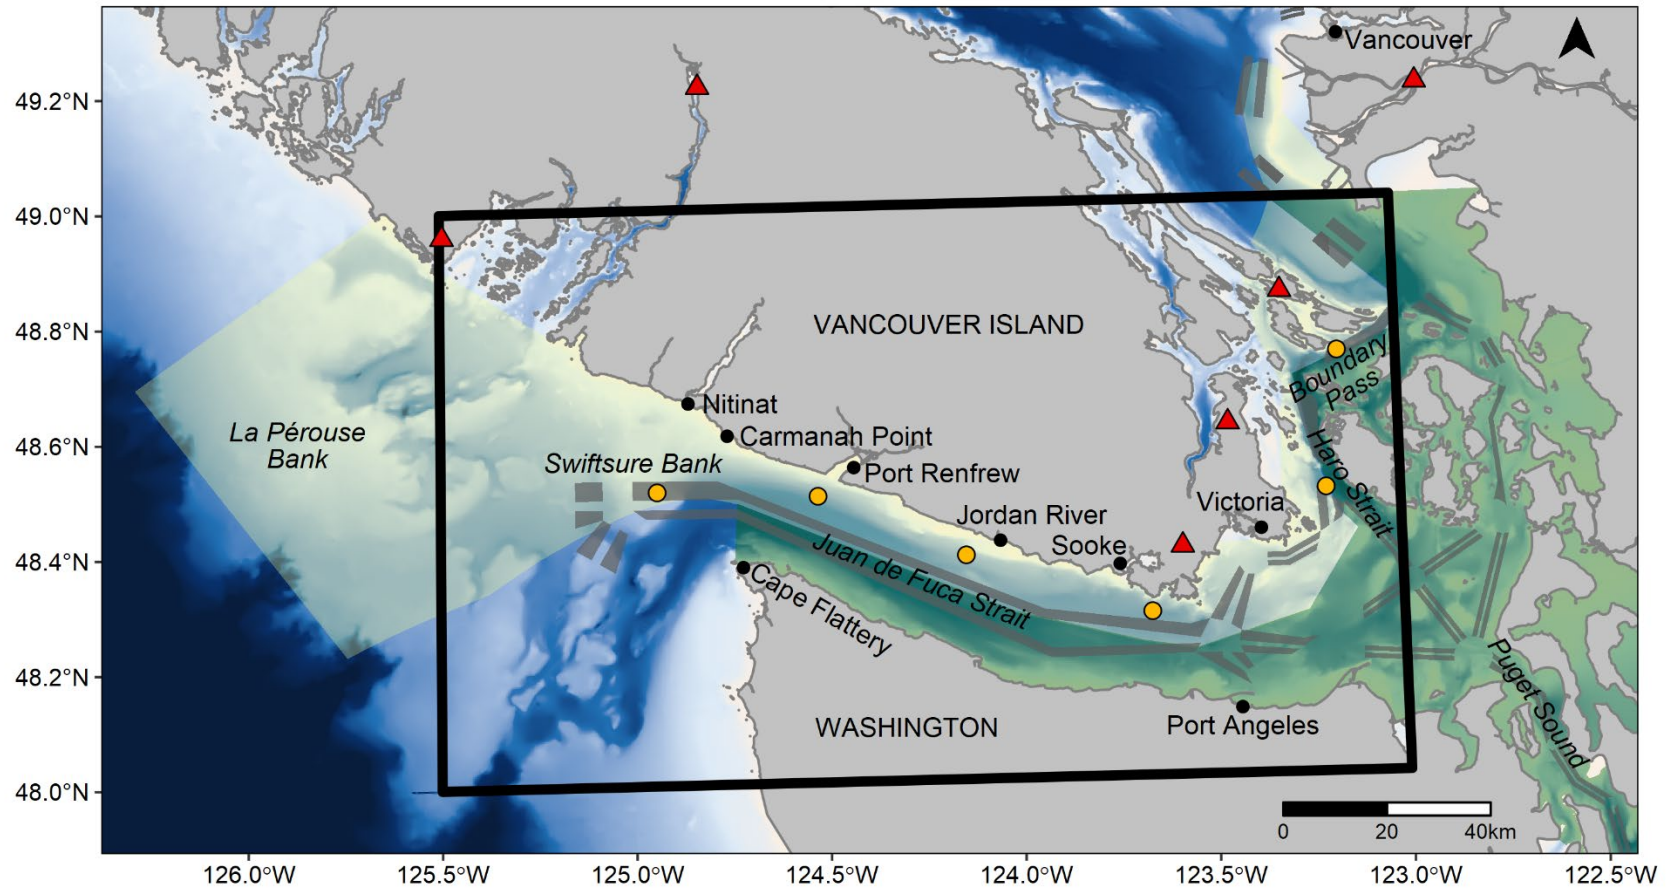 Vancouver
49.2°N
49.0°N
48.8°N
48.6°N
48.4°N
48.2°N
48.0°N
VANCOUVER ISLAND
Boundary
Pass
Nitinat
La Pérouse
Bank
Carmanah Point
Swiftsure Bank
Port Renfrew
Haro Strait
Victoria
Jordan River
Sooke
Juan de Fuca Strait
Cape Flattery
Puget Sound
WASHINGTON
Port Angeles
0 20 40km
126.0°W 125.5°W 125.0°W 124.5°W 124.0°W 123.5°W 123.0°W 122.5°W